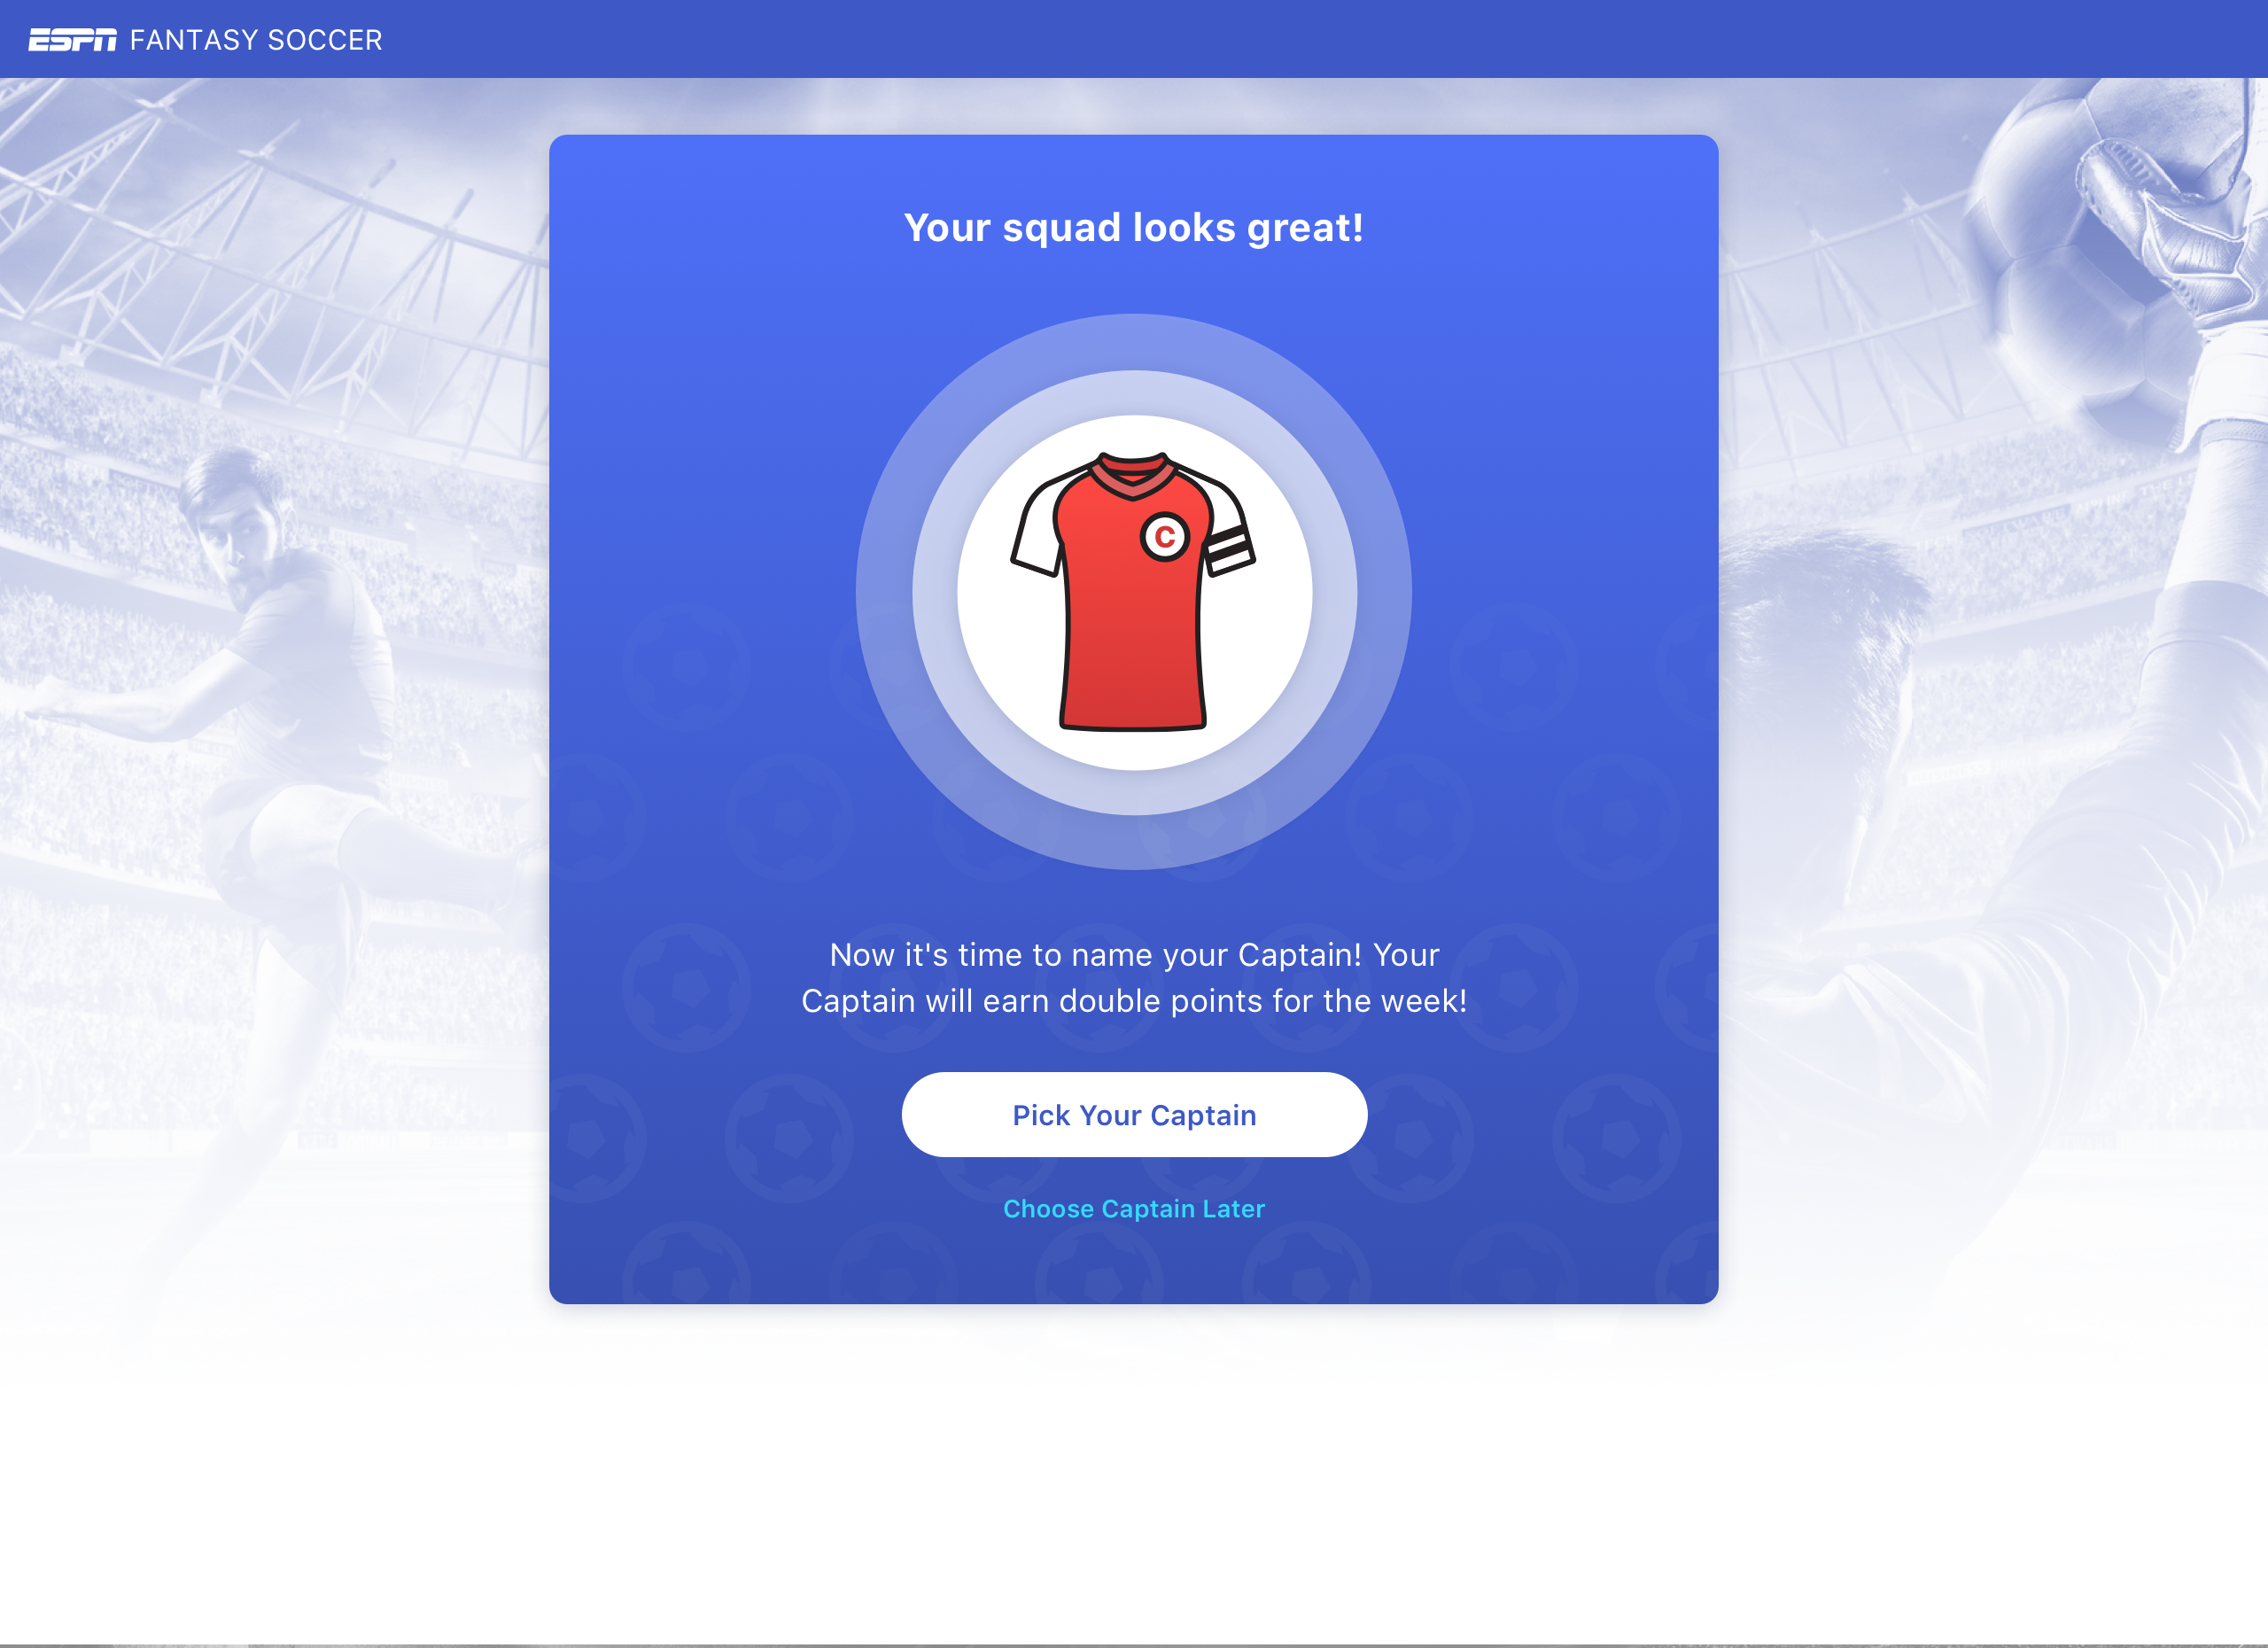 ESPN FANTASY SOCCER
Your squad looks great!
C
Now it's time to name your Captain! Your
Captain will earn double points for the week!
Pick Your Captain
Choose Captain Later